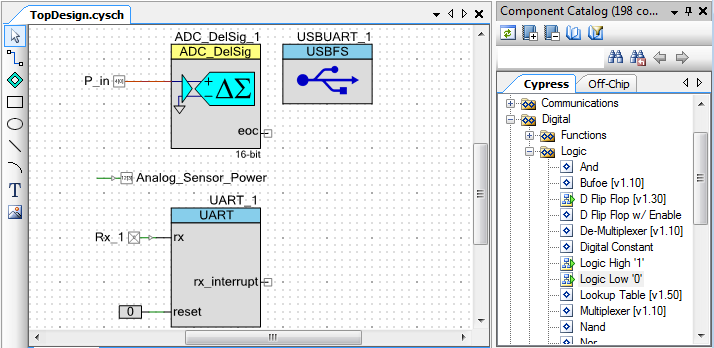 TopDesign.cysch
ADC_DelSig_1
ADC_DelSig
P_in
ΔΣ
eoc
16-bit
USBUART_1
USBFS
Analog_Sensor_Power
UART_1
UART
Rx_1
rx
rx_interrupt
0
reset
Component Catalog (198 co...
Cypress
Off-Chip
Communications
Digital
Functions
Logic
And
Bufoe [v1.10]
D Flip Flop [v1.30]
D Flip Flop w/ Enable
De-Multiplexer [v1.10]
Digital Constant
Logic High '1'
Logic Low '0'
Lookup Table [v1.50]
Multiplexer [v1.10]
Nand
Nor